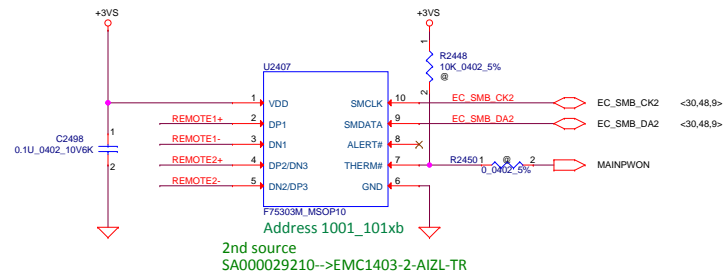 +3VS
+3VS
U2407
R2448
10K_0402_5%
@
1
2
C2498
0.1U_0402_10V6K
1
2
1 VDD SMCLK 10 EC_SMB_CK2 EC_SMB_CK2 <30,48,9>
REMOTE1+ 2 DP1 SMDATA 9 EC_SMB_DA2 EC_SMB_DA2 <30,48,9>
REMOTE1- 3 DN1 ALERT# 8
REMOTE2+ 4 DP2/DN3 THERM# 7 R2450 1 @ 2 MAINPWON
0_0402_5%
REMOTE2- 5 DN2/DP3 GND 6
F75303M_MSOP10
Address 1001_101xb
2nd source
SA000029210-->EMC1403-2-AIZL-TR